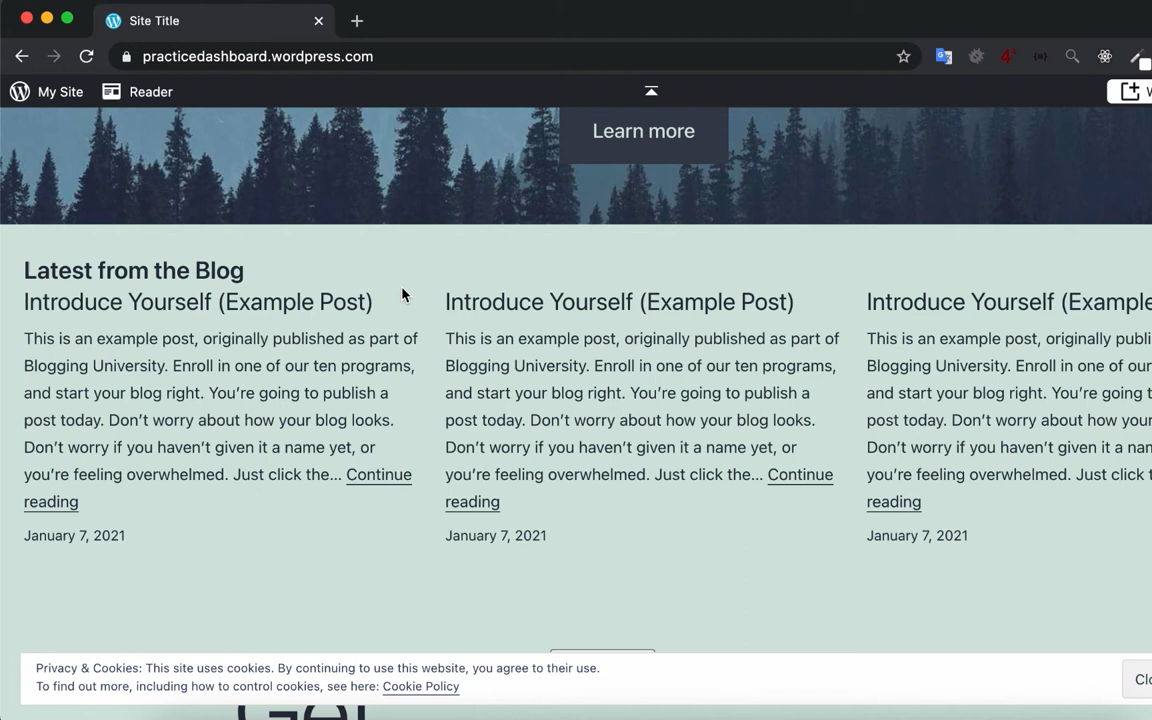 Site Title
practicedashboard.wordpress.com
My Site Reader
Learn more
Latest from the Blog
Introduce Yourself (Example Post)
This is an example post, originally published as part of
Blogging University. Enroll in one of our ten programs,
and start your blog right. You're going to publish a
post today. Don't worry about how your blog looks.
Don't worry if you haven't given it a name yet, or
you're feeling overwhelmed. Just click the... Continue
reading
January 7, 2021
Introduce Yourself (Example Post)
This is an example post, originally published as part of
Blogging University. Enroll in one of our ten programs,
and start your blog right. You're going to publish a
post today. Don't worry about how your blog looks.
Don't worry if you haven't given it a name yet, or
you're feeling overwhelmed. Just click the... Continue
reading
January 7, 2021
Introduce Yourself (Example
This is an example post, originally publi
Blogging University. Enroll in one of our
and start your blog right. You're going t
post today. Don't worry about how your
Don't worry if you haven't given it a nam
you're feeling overwhelmed. Just click t
reading
January 7, 2021
Privacy & Cookies: This site uses cookies. By continuing to use this website, you agree to their use.
To find out more, including how to control cookies, see here: Cookie Policy
Clo
Get